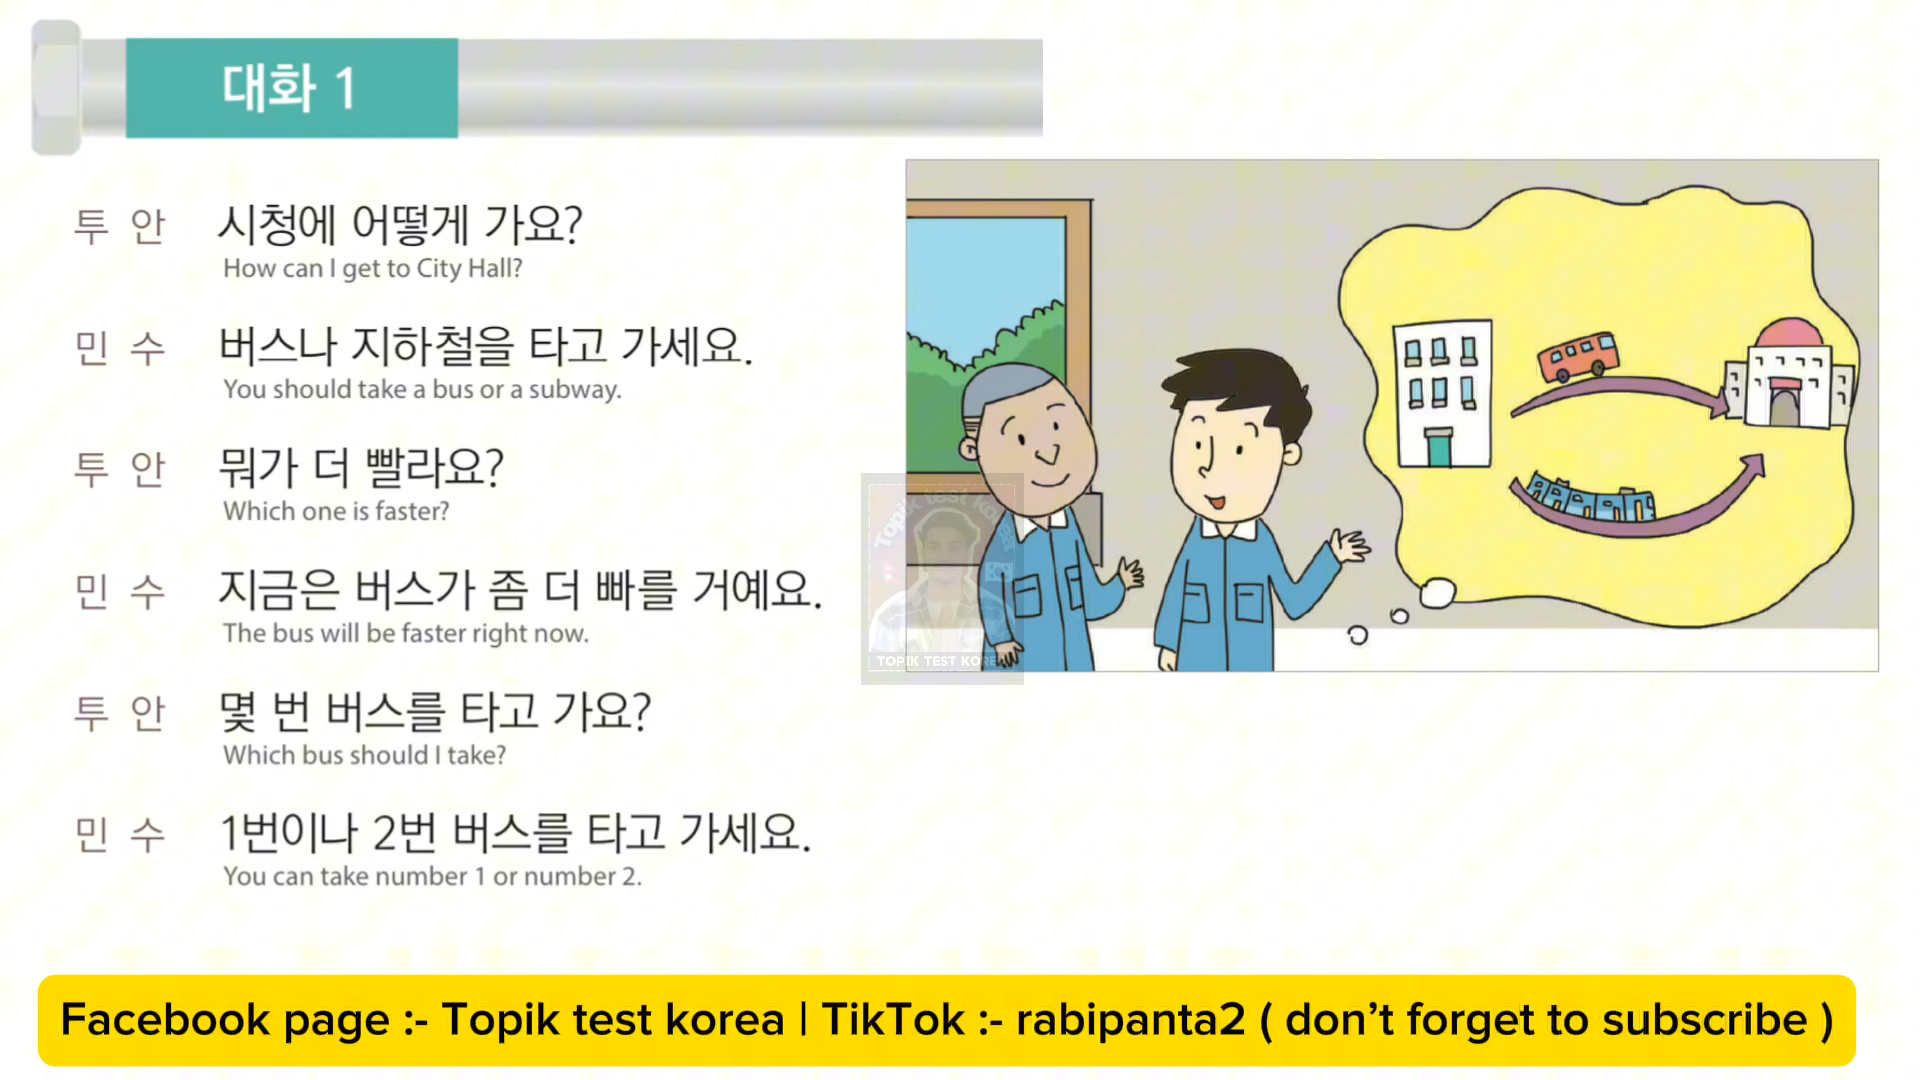 대화 1
투 안 시청에 어떻게 가요?
How can I get to City Hall?
민 수 버스나 지하철을 타고 가세요.
You should take a bus or a subway.
투 안 뭐가 더 빨라요?
Which one is faster?
민 수 지금은 버스가 좀 더 빠를 거예요.
The bus will be faster right now.
투 안 몇 번 버스를 타고 가요?
Which bus should I take?
민 수 1번이나 2번 버스를 타고 가세요.
You can take number 1 or number 2.
Topik test korea
TOPIK TEST KOREA
Facebook page :- Topik test korea | TikTok :- rabipanta2 ( don't forget to subscribe )